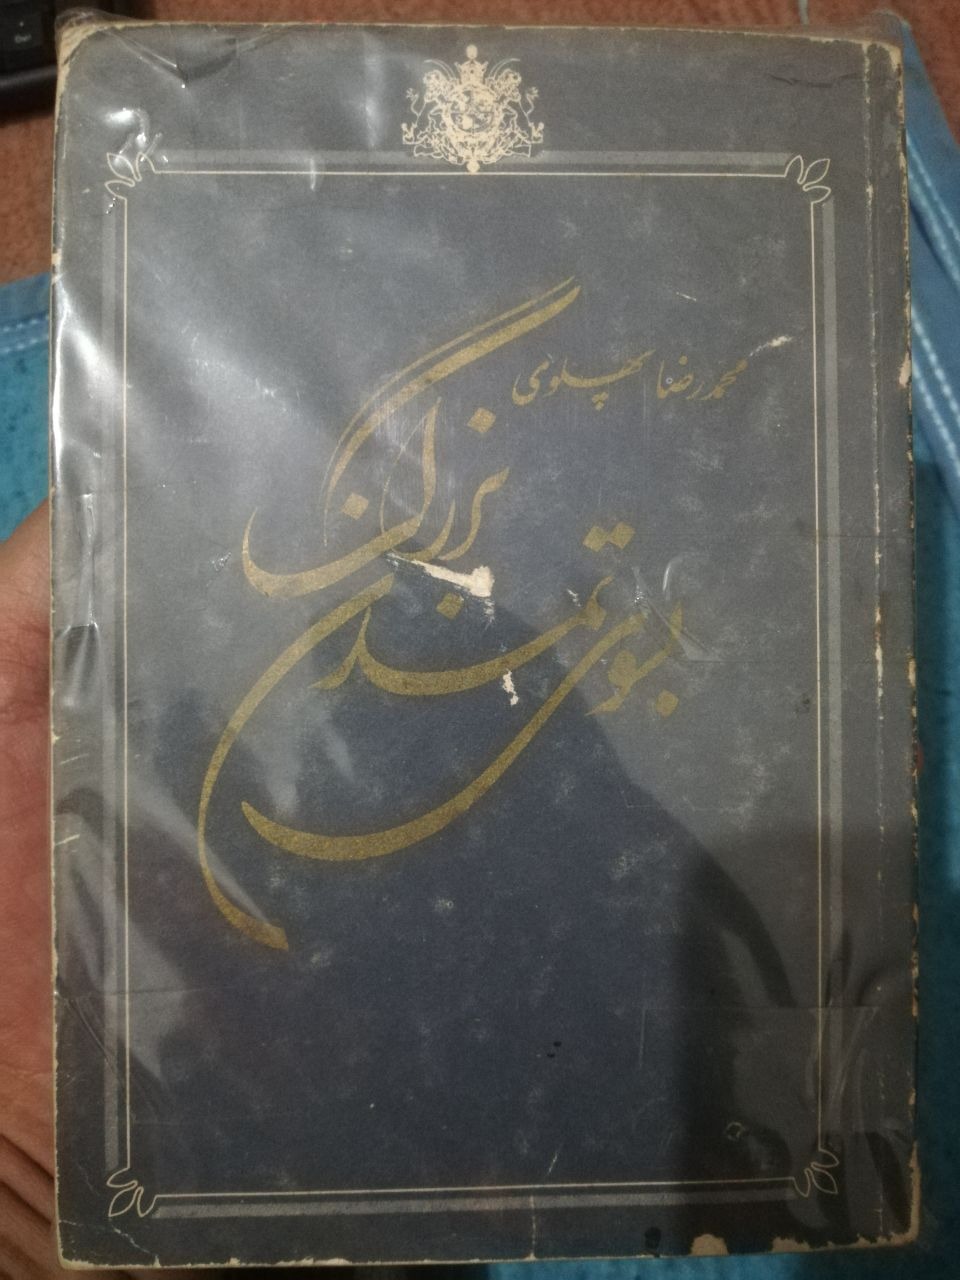 محمدرضا پهلوی
بسوی تمدن بزرگ